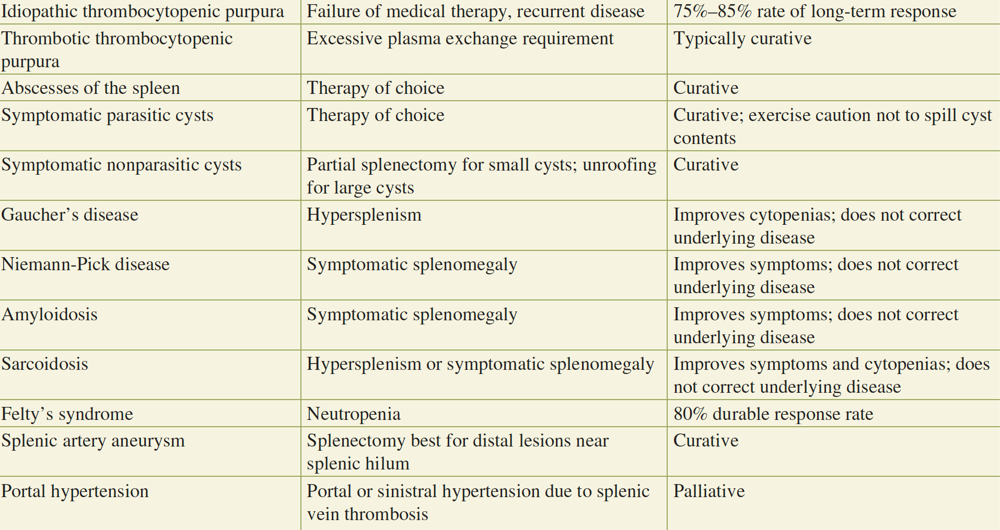 Idiopathic thrombocytopenic purpura
Failure of medical therapy, recurrent disease
75%–85% rate of long-term response
Thrombotic thrombocytopenic
purpura
Excessive plasma exchange requirement
Typically curative
Abscesses of the spleen
Therapy of choice
Curative
Symptomatic parasitic cysts
Therapy of choice
Curative; exercise caution not to spill cyst
contents
Symptomatic nonparasitic cysts
Partial splenectomy for small cysts; unroofing
for large cysts
Curative
Gaucher’s disease
Hypersplenism
Improves cytopenias; does not correct
underlying disease
Niemann-Pick disease
Symptomatic splenomegaly
Improves symptoms; does not correct
underlying disease
Amyloidosis
Symptomatic splenomegaly
Improves symptoms; does not correct
underlying disease
Sarcoidosis
Hypersplenism or symptomatic splenomegaly
Improves symptoms and cytopenias; does
not correct underlying disease
Felty’s syndrome
Neutropenia
80% durable response rate
Splenic artery aneurysm
Splenectomy best for distal lesions near
splenic hilum
Curative
Portal hypertension
Portal or sinistral hypertension due to splenic
vein thrombosis
Palliative